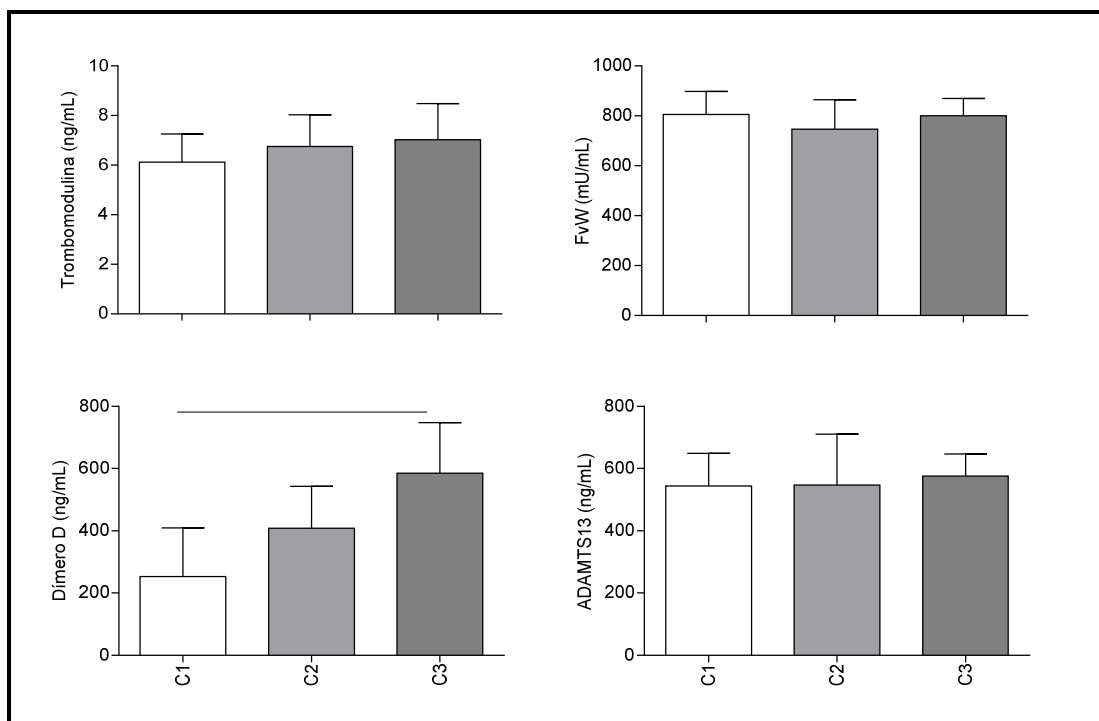 Trombomodulina (ng/mL)
10
8
6
4
2
0
FvW (mU/mL)
1000
800
600
400
200
0
Dímero D (ng/mL)
800
600
400
200
0
C1
C2
C3
ADAMTS13 (ng/mL)
800
600
400
200
0
C1
C2
C3